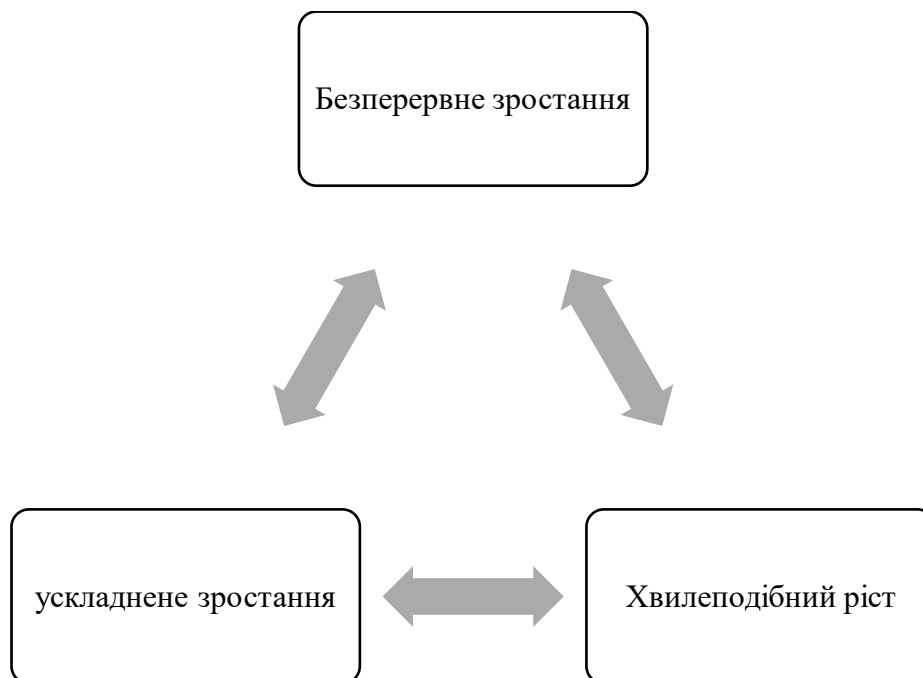 Безперервне зростання
ускладнене зростання
Хвилеподібний ріст